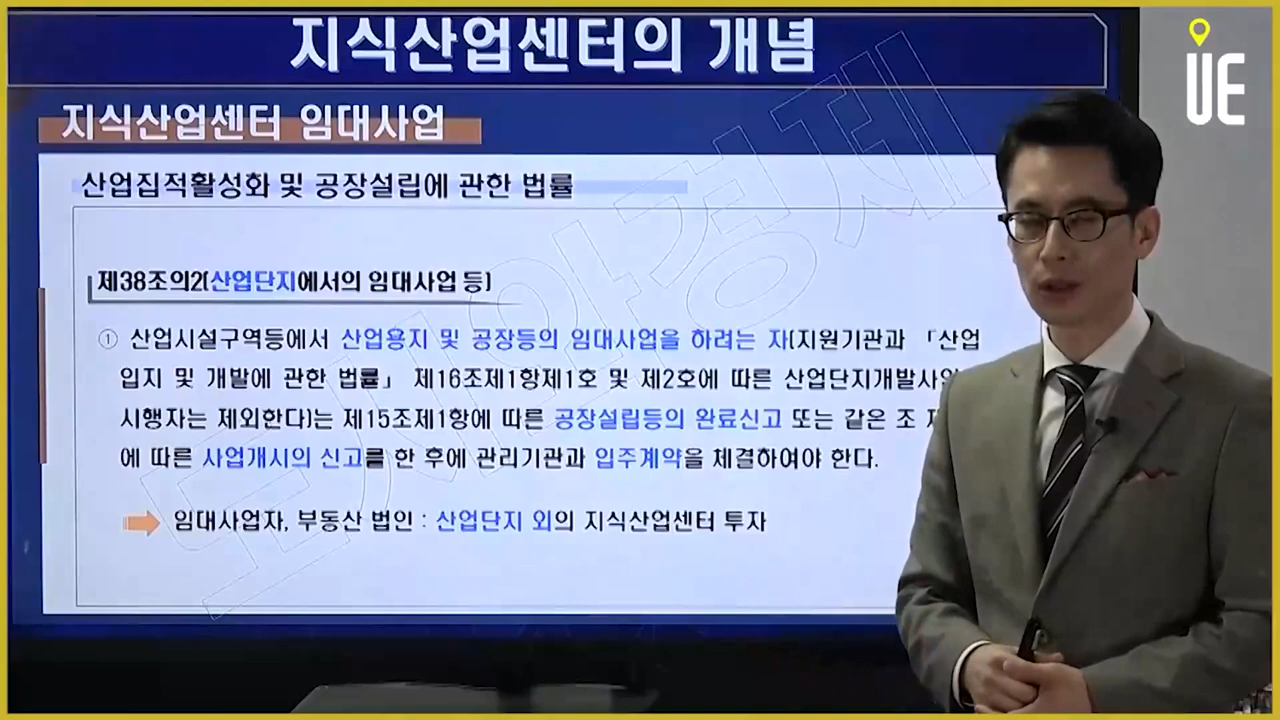 지식산업센터의 개념
UE
지식산업센터 임대사업
산업집적활성화 및 공장설립에 관한 법률
제38조의2(산업단지에서의 임대사업 등)
① 산업시설구역등에서 산업용지 및 공장등의 임대사업을 하려는 자(지원기관과 「산업
입지 및 개발에 관한 법률」 제16조제1항제1호 및 제2호에 따른
시행자는 제외한다)는 제15조제1항에 따른 공장설립등의 완료신고 또는 같은 조
에 따른 사업개시의 신고를 한 후에 관리기관과 입주계약을 체결하여야 한다.
임대사업자, 부동산 법인 : 산업단지 외의 지식산업센터 투자
도시와경제